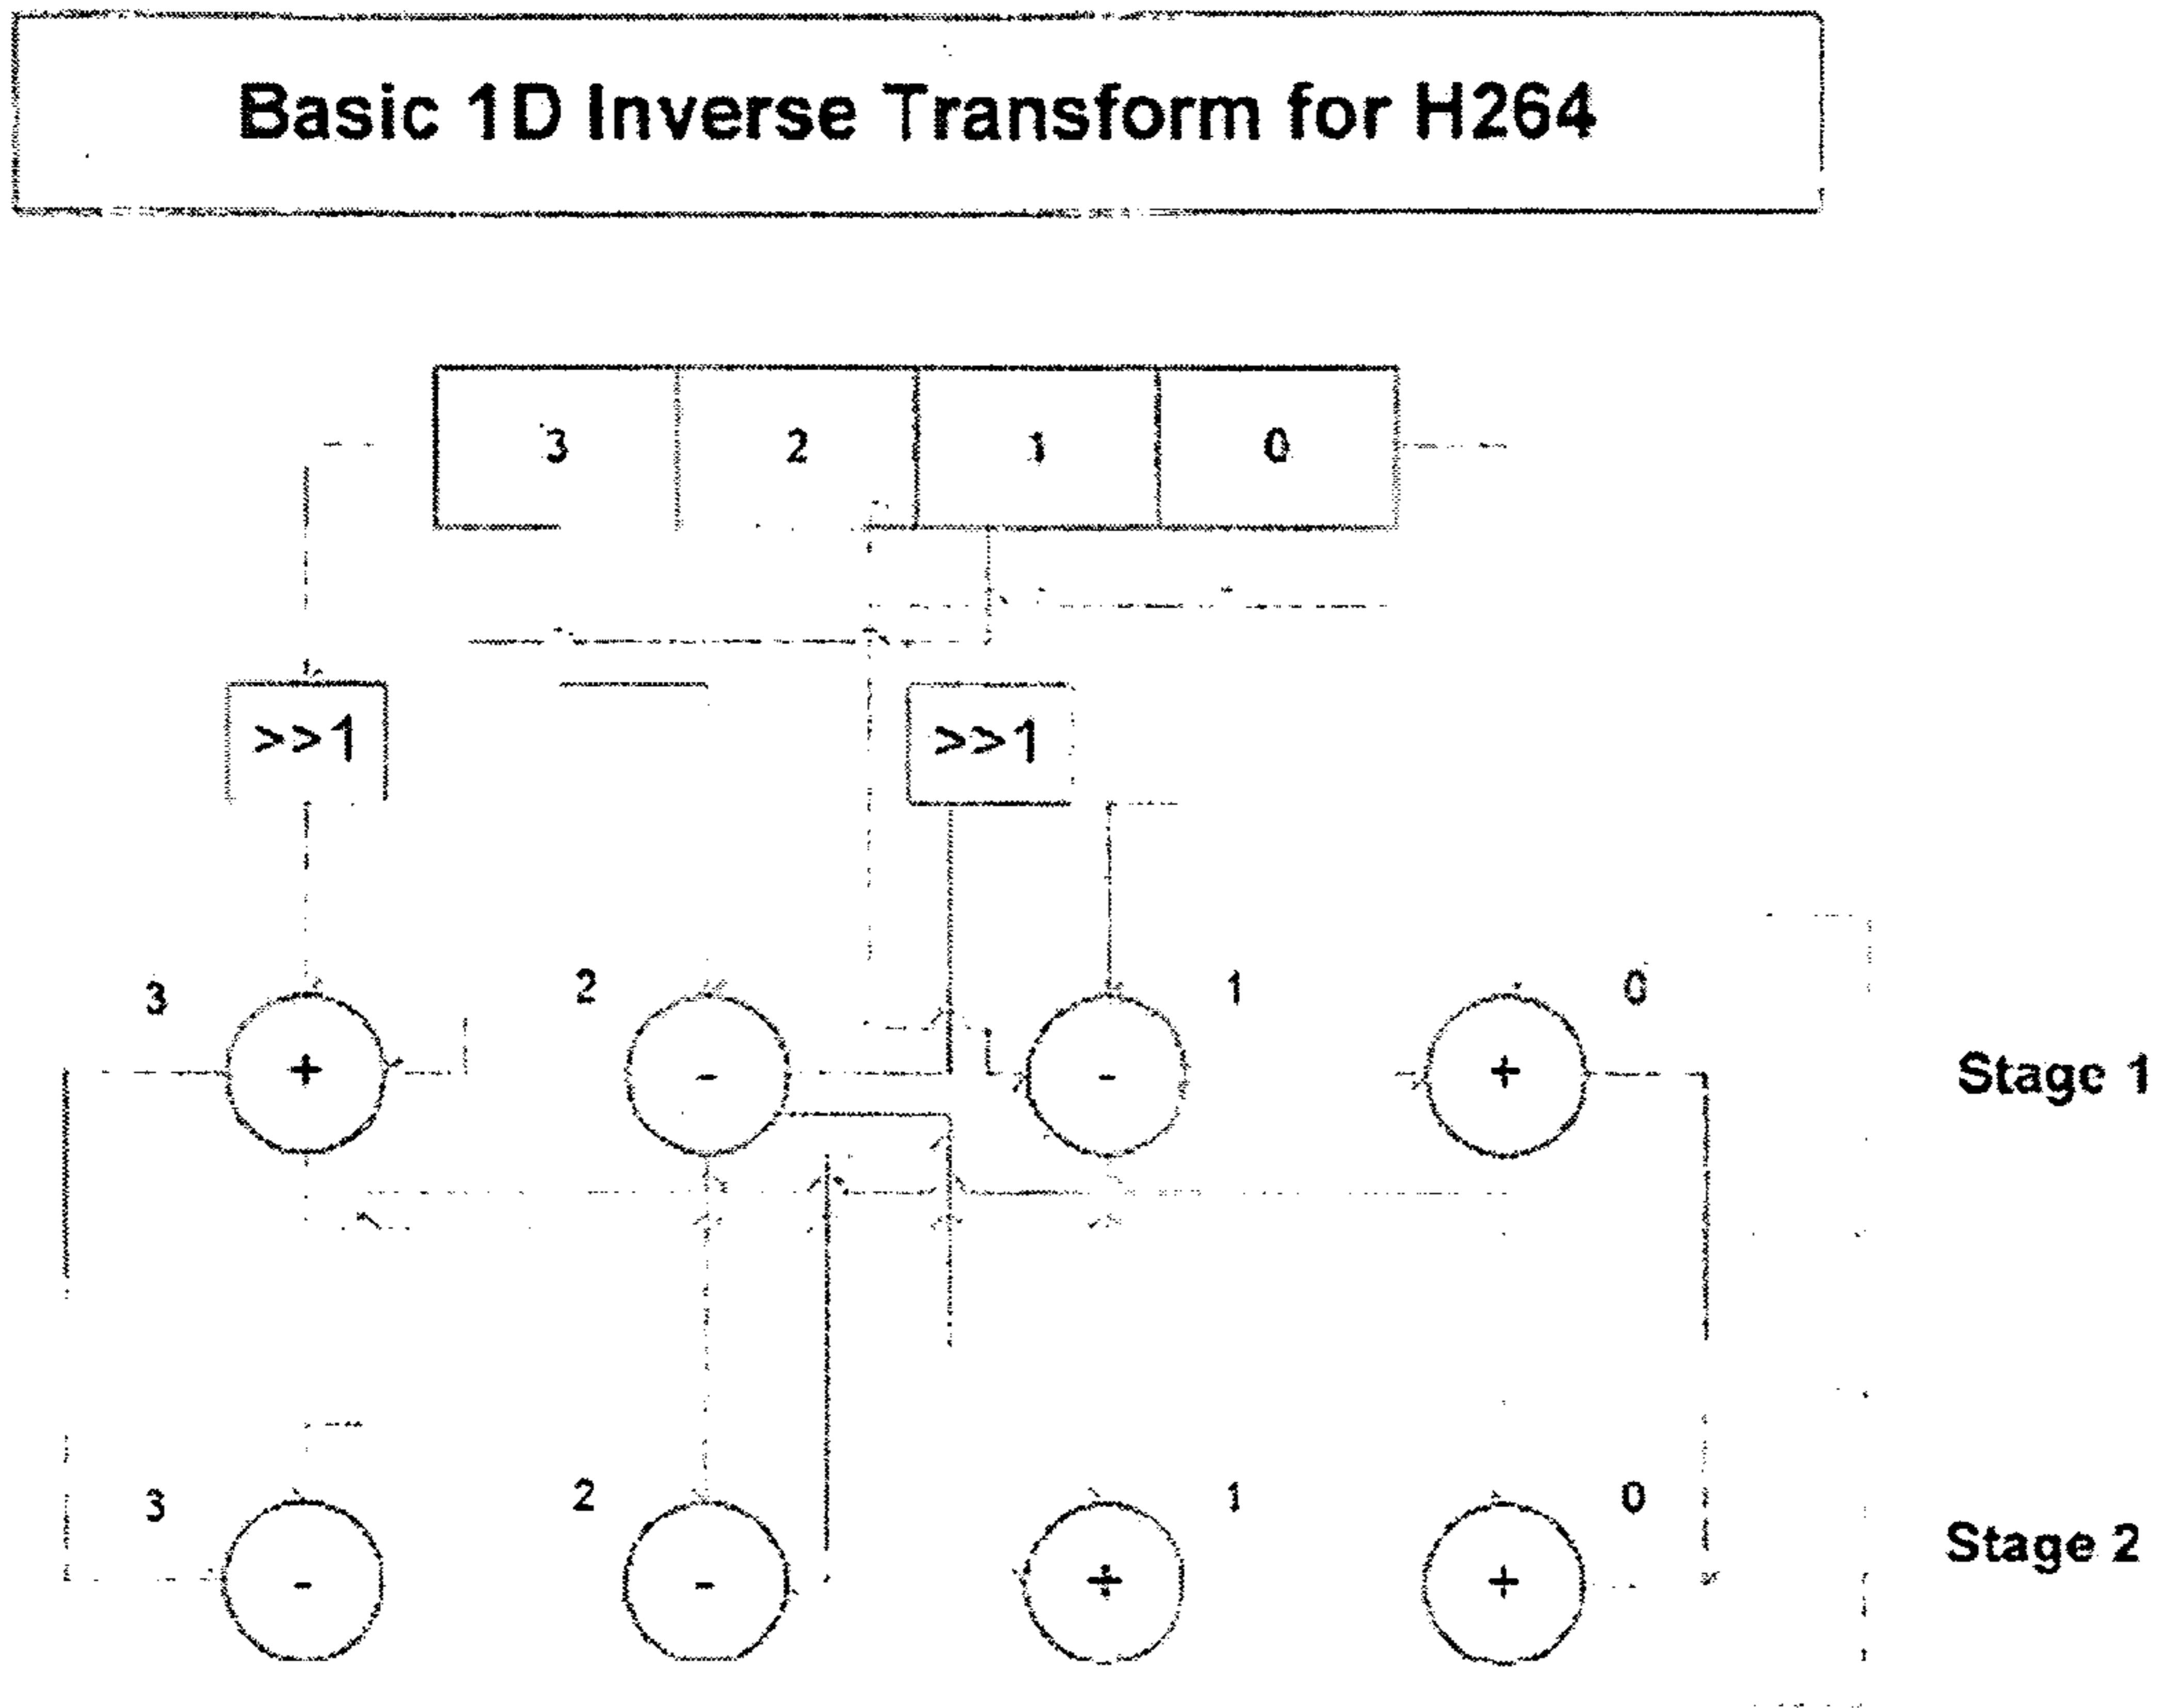 Basic 1D Inverse Transform for H264
3 2 1 0
>>1 >>1
3 2 1 0
+ - - + Stage 1
3 2 1 0
- - + + Stage 2